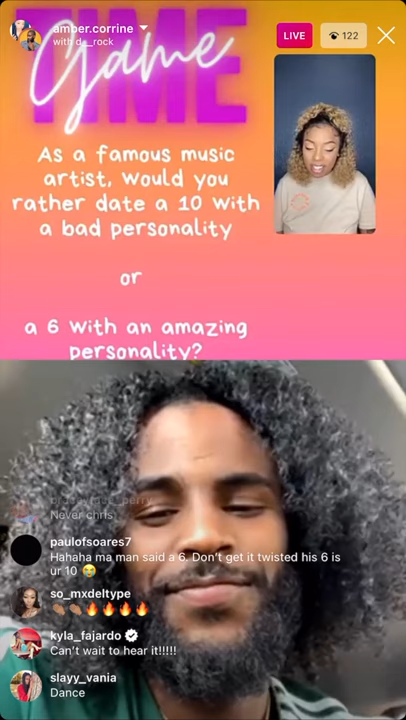 TIME
Game
amber.corrine
with da_rock
LIVE
122
As a famous music
artist, would you
rather date a 10 with
a bad personality
or
a 6 with an amazing
personality?
Never chris
paulofsoares7
Hahaha ma man said a 6. Don't get it twisted his 6 is
ur 10 😭
so_mxdeltype
👏🏽👏🏽🔥🔥🔥🔥
kyla_fajardo
Can't wait to hear it!!!!!
slayy_vania
Dance